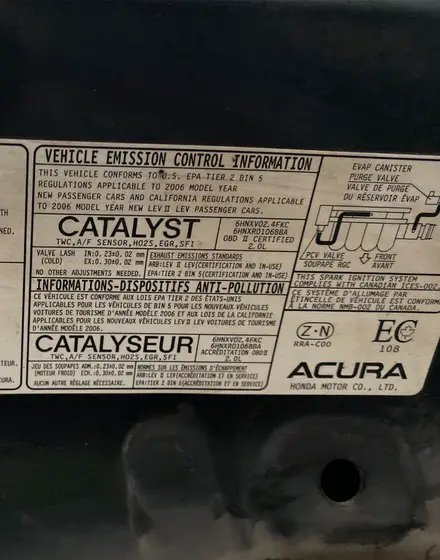 VEHICLE EMISSION CONTROL INFORMATION
THIS VEHICLE CONFORMS TO U.S. EPA TIER 2 BIN 5
REGULATIONS APPLICABLE TO 2006 MODEL YEAR
NEW PASSENGER CARS AND CALIFORNIA REGULATIONS APPLICABLE
TO 2006 MODEL YEAR NEW LEV II LEV PASSENGER CARS.
CATALYST
TWC,A/F SENSOR,HO2S,EGR,SFI
6HNXV02.4FKC
6HNXR0106BBA
OBD II CERTIFIED
2.0L
VALVE LASH
(COLD)
IN:0.23±0.02 mm
EX:0.30±0.02 mm
NO OTHER ADJUSTMENTS NEEDED.
EXHAUST EMISSIONS STANDARDS
ARB:LEV II LEV(CERTIFICATION AND IN-USE)
EPA:TIER 2 BIN 5(CERTIFICATION AND IN-USE)
INFORMATIONS-DISPOSITIFS ANTI-POLLUTION
CE VÉHICULE EST CONFORME AUX LOIS EPA TIER 2 DES ÉTATS-UNIS
APPLICABLES AUX VÉHICULES DE BIN 5 POUR LES NOUVELLES
VOITURES DE TOURISME D'ANNÉE MODÈLE 2006 ET AUX LOIS DE LA CALIFORNIE
APPLICABLES AUX NOUVELLES VOITURES LEV II LEV VOITURES DE TOURISME
D'ANNÉE MODÈLE 2006.
CATALYSEUR
TWC,A/F SENSOR,HO2S,EGR,SFI
6HNXV02.4FKC
6HNXR0106BBA
ACCRÉDITATION OBD II
2.0L
JEU DES SOUPAPES
(MOTEUR FROID)
ADM.:0.23±0.02 mm
ÉCH.:0.30±0.02 mm
AUCUN AUTRE RÉGLAGE NÉCESSAIRE.
NORMES SUR LES ÉMISSIONS D'ÉCHAPPEMENT
ARB:LEV II LEV(ACCRÉDITATION ET EN SERVICE)
EPA:TIER 2 BIN 5(ACCRÉDITATION ET EN SERVICE)
EVAP CANISTER
PURGE VALVE
VALVE DE PURGE
DU RÉSERVOIR ÉVAP
PCV VALVE
SOUPAPE RGC
FRONT
AVANT
THIS SPARK IGNITION SYSTEM
COMPLIES WITH CANADIAN ICES-002.
CE SYSTÈME D'ALLUMAGE PAR
ÉTINCELLE DE VÉHICULE EST CONFORME
À LA NORME NMB-002 DU CANADA.
Z-N
RRA-C00
EC
108
ACURA
HONDA MOTOR CO., LTD.